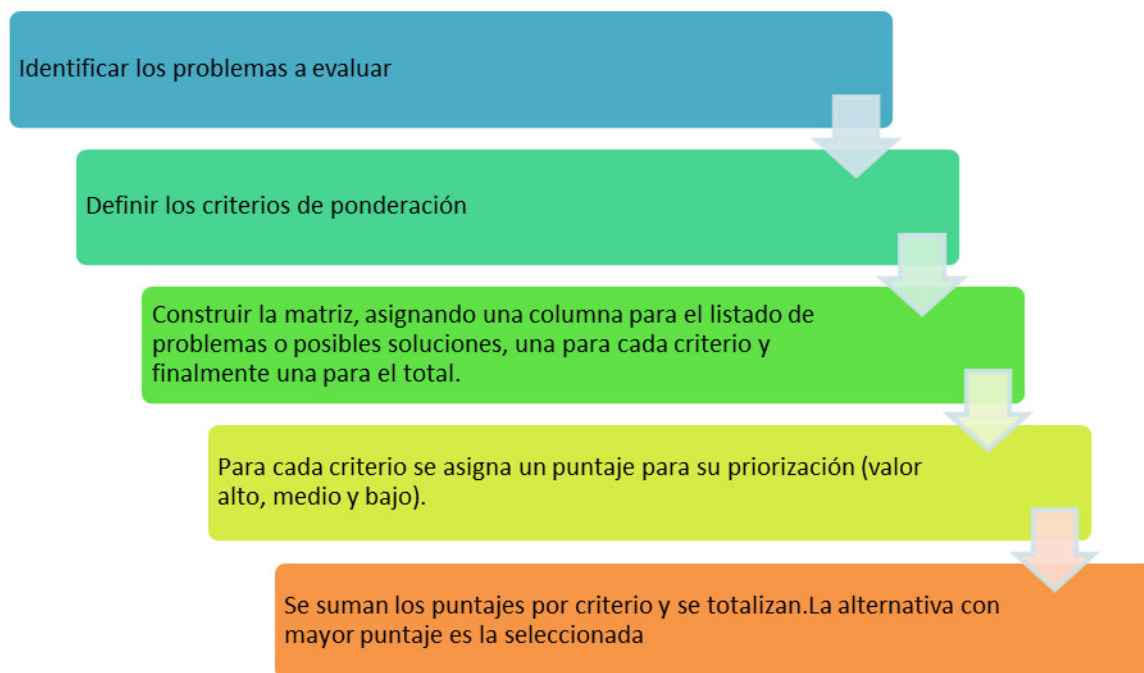 Identificar los problemas a evaluar
Definir los criterios de ponderación
Construir la matriz, asignando una columna para el listado de
problemas o posibles soluciones, una para cada criterio y
finalmente una para el total.
Para cada criterio se asigna un puntaje para su priorización (valor
alto, medio y bajo).
Se suman los puntajes por criterio y se totalizan.La alternativa con
mayor puntaje es la seleccionada